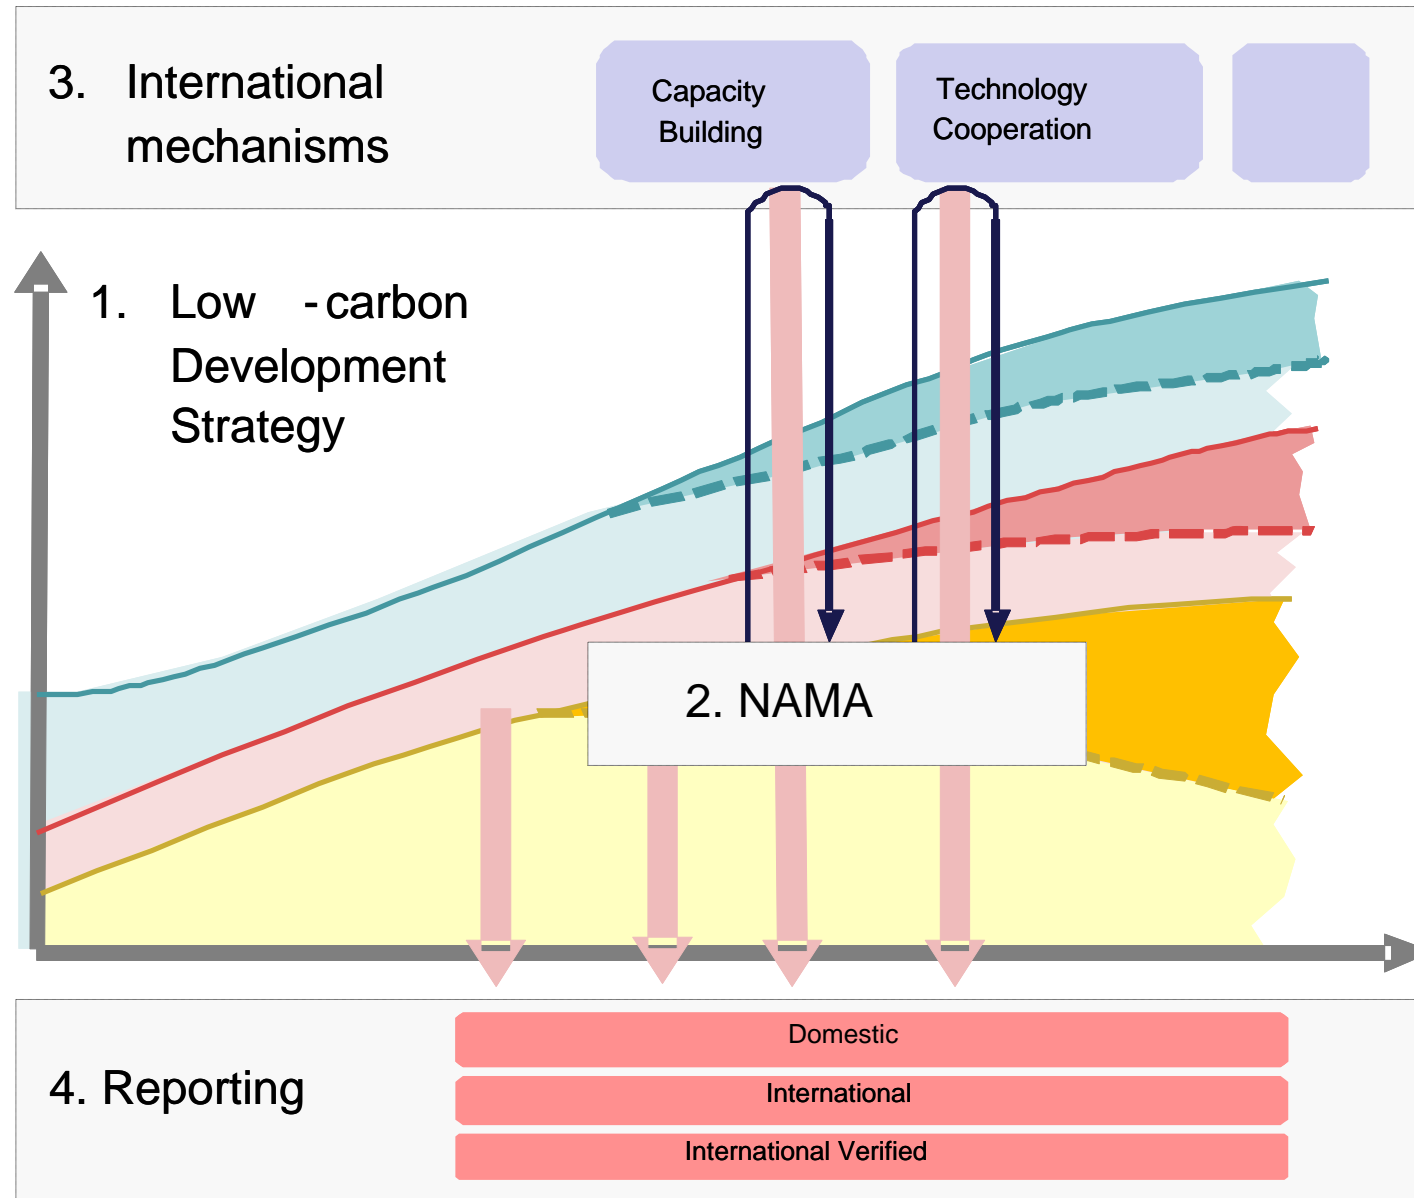 3. International
mechanisms
Capacity
Building
Technology
Cooperation
1. Low -carbon
Development
Strategy
2. NAMA
4. Reporting
Domestic
International
International Verified